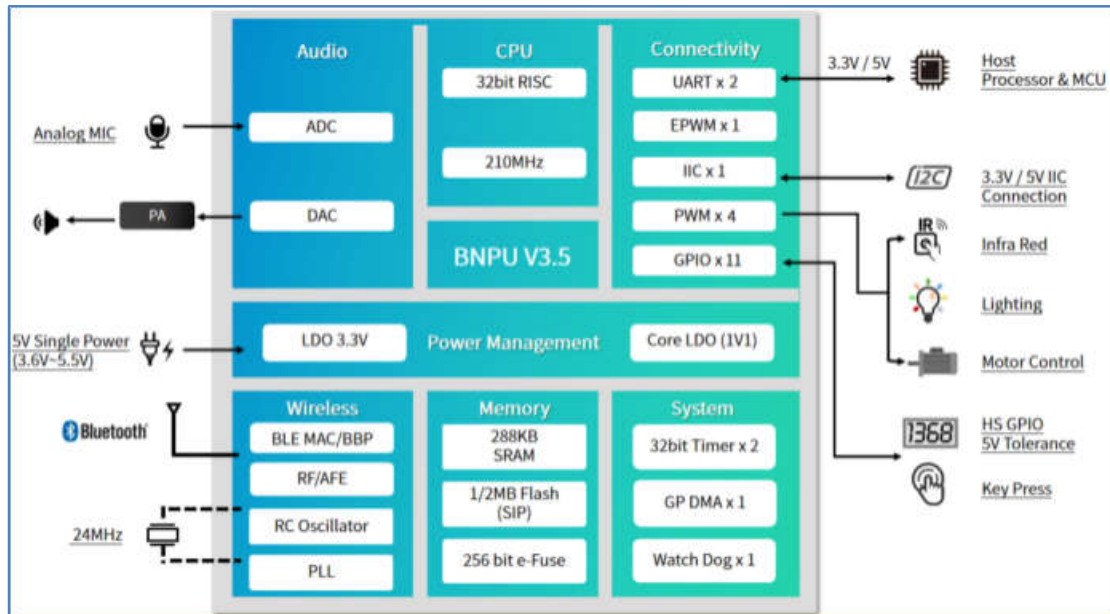 Audio
ADC
DAC
CPU
32bit RISC
210MHz
BNPU V3.5
Connectivity
UART x 2
EPWM x 1
IIC x 1
PWM x 4
GPIO x 11
Analog MIC
PA
5V Single Power
(3.6V~5.5V)
LDO 3.3V
Power Management
Core LDO (1V1)
Bluetooth
24MHz
Wireless
BLE MAC/BBP
RF/AFE
RC Oscillator
PLL
Memory
288KB
SRAM
1/2MB Flash
(SIP)
256 bit e-Fuse
System
32bit Timer x 2
GP DMA x 1
Watch Dog x 1
3.3V / 5V
Host
Processor & MCU
I2C
3.3V / 5V IIC
Connection
IR
Infra Red
Lighting
Motor Control
1368
HS GPIO
5V Tolerance
Key Press